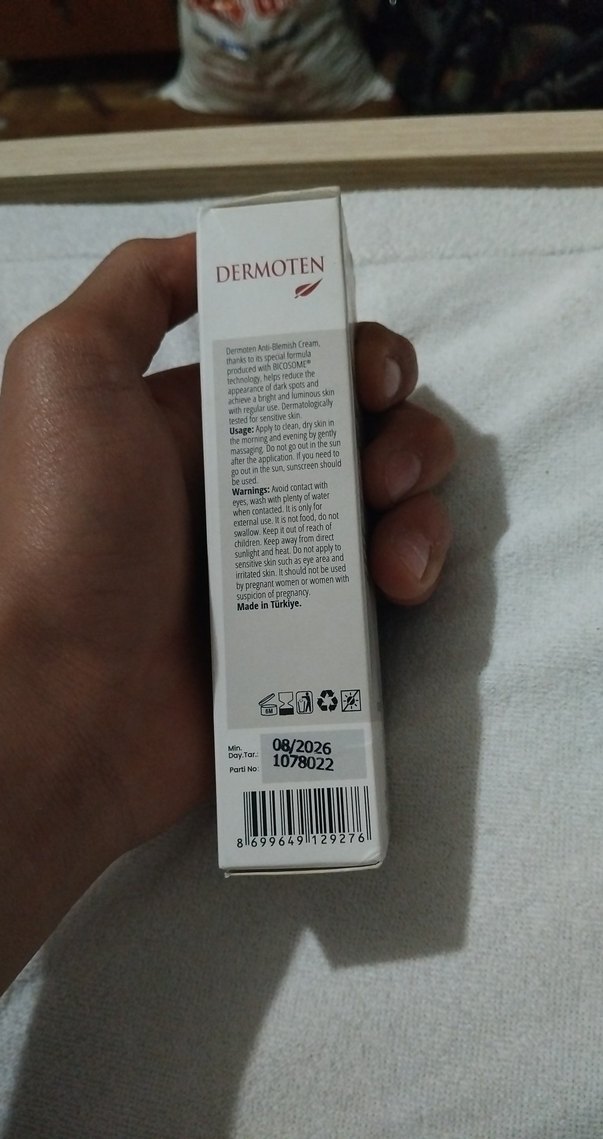 DERMOTEN
Dermoten Anti-Blemish Cream,
thanks to its special formula
produced with BICOSOME®
technology, helps reduce the
appearance of dark spots and
achieve a bright and luminous skin
with regular use. Dermatologically
tested for sensitive skin.
Usage: Apply to clean, dry skin in
the morning and evening by gently
massaging. Do not go out in the sun
after the application. If you need to
go out in the sun, sunscreen should
be used.
Warnings: Avoid contact with
eyes, wash with plenty of water
when contacted. It is only for
external use. It is not food, do not
swallow. Keep it out of reach of
children. Keep away from direct
sunlight and heat. Do not apply to
sensitive skin such as eye area and
irritated skin. It should not be used
by pregnant women or women with
suspicion of pregnancy.
Made in Türkiye.
6M
Min.
Day.Tar.: 08/2026
Parti No: 1078022
8 699649 129276